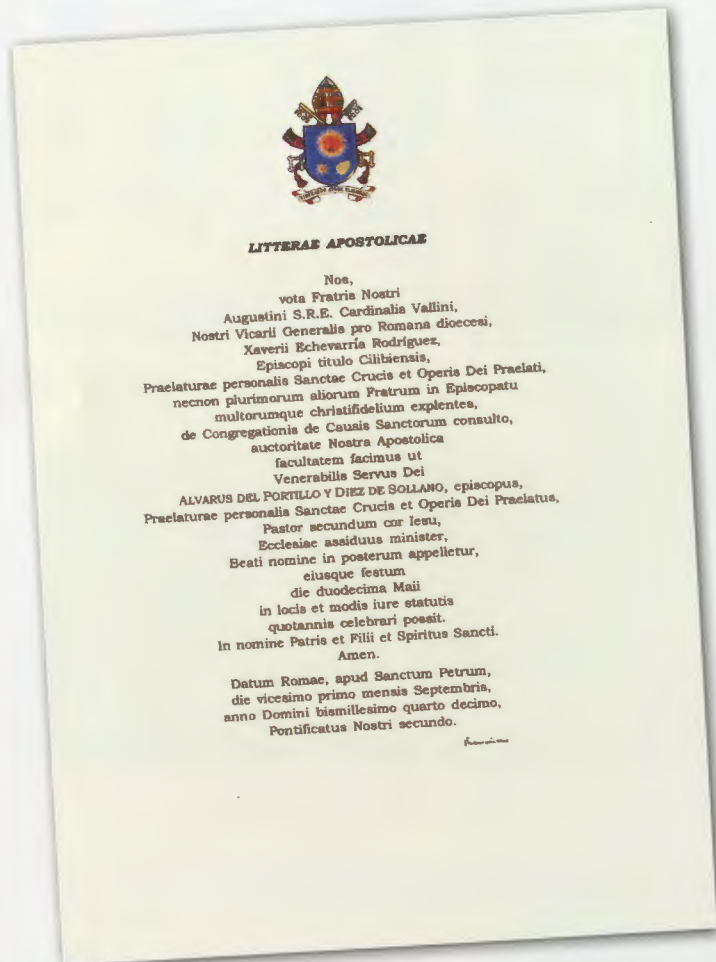 LITTERAE APOSTOLICAE
Nos,
vota Fratris Nostri
Augustini S.R.E. Cardinalis Vallini,
Nostri Vicarii Generalis pro Romana dioecesi,
Xaverii Echevarría Rodríguez,
Episcopi titulo Cilibiensis,
Praelaturae personalis Sanctae Crucis et Operis Dei Praelati,
necnon plurimorum aliorum Fratrum in Episcopatu
multorumque christifidelium explentes,
de Congregationis de Causis Sanctorum consulto,
auctoritate Nostra Apostolica
facultatem facimus ut
Venerabilis Servus Dei
ALVARUS DEL PORTILLO Y DIEZ DE SOLLANO, episcopus,
Praelaturae personalis Sanctae Crucis et Operis Dei Praelatus,
Pastor secundum cor Iesu,
Ecclesiae assiduus minister,
Beati nomine in posterum appelletur,
eiusque festum
die duodecima Maii
in locis et modis iure statutis
quotannis celebrari possit.
In nomine Patris et Filii et Spiritus Sancti.
Amen.
Datum Romae, apud Sanctum Petrum,
die vicesimo primo mensis Septembris,
anno Domini bismillesimo quarto decimo,
Pontificatus Nostri secundo.